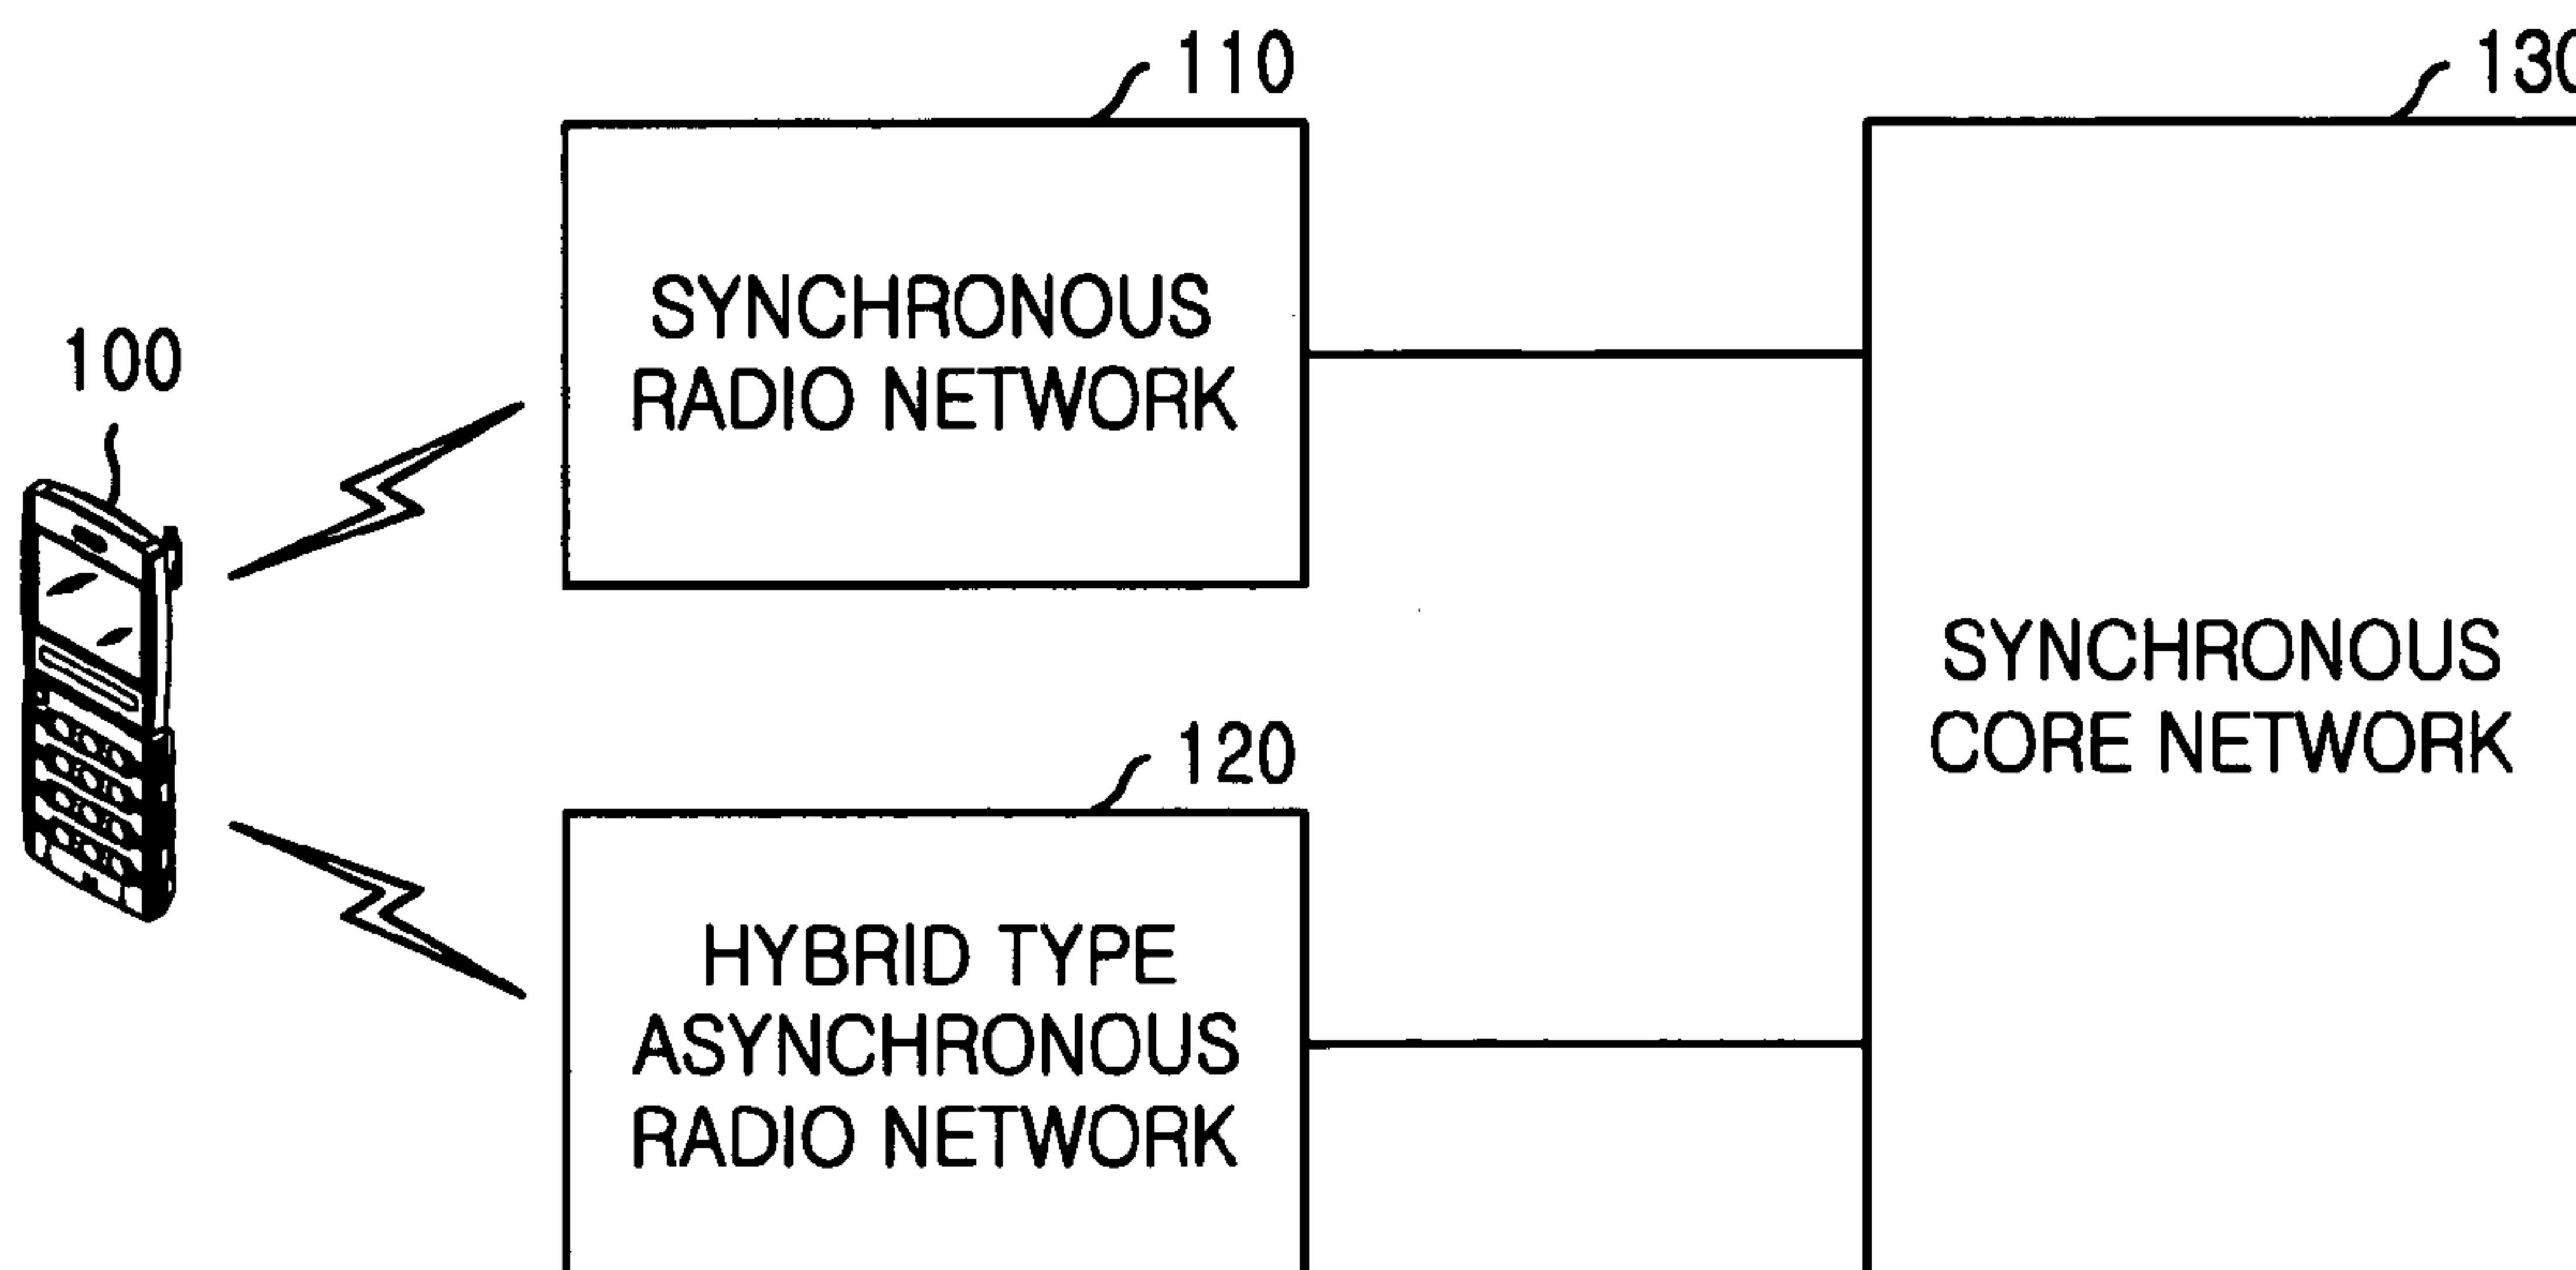 110
130
SYNCHRONOUS
RADIO NETWORK
100
SYNCHRONOUS
CORE NETWORK
120
HYBRID TYPE
ASYNCHRONOUS
RADIO NETWORK